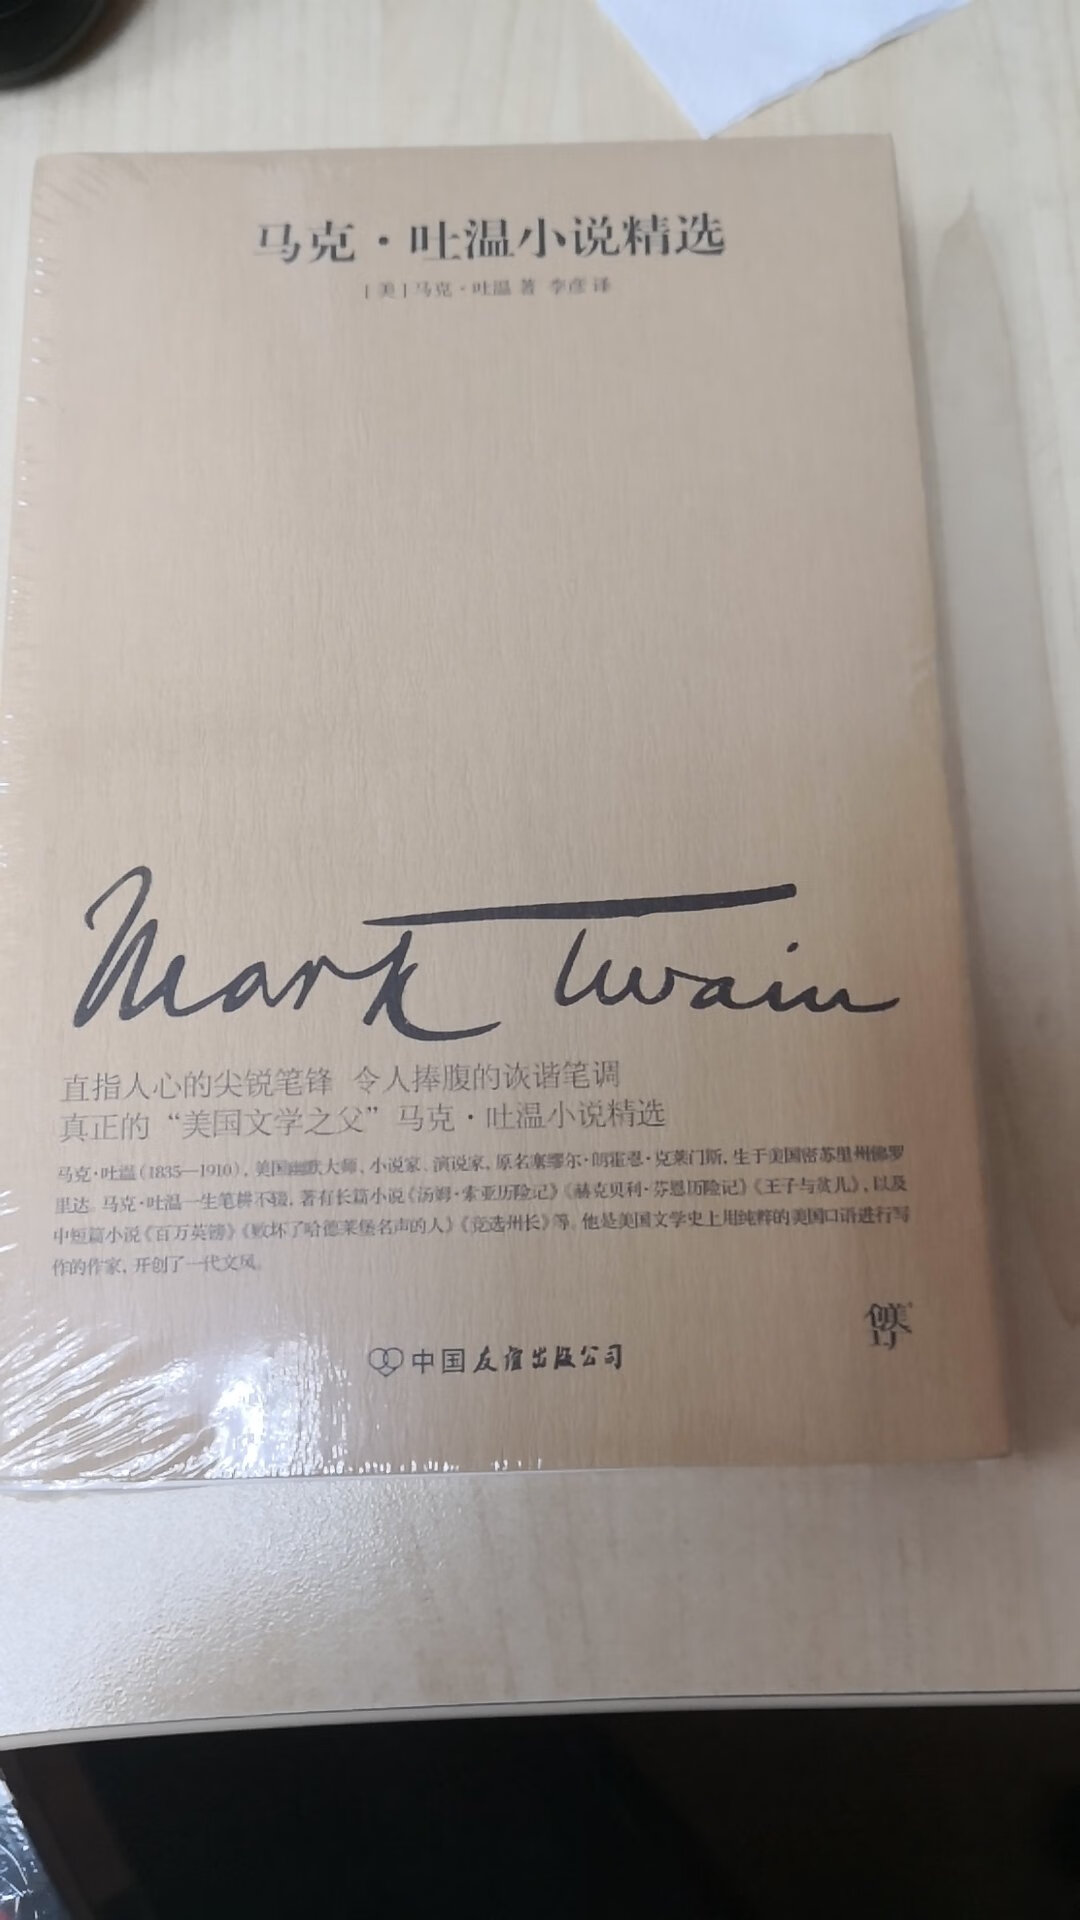 马克·吐温小说精选
[美]马克·吐温 著 李彦 译
Mark Twain
直指人心的尖锐笔锋 令人捧腹的诙谐笔调
真正的“美国文学之父”马克·吐温小说精选
马克·吐温(1835—1910),美国幽默大师、小说家、演说家,原名塞缪尔·朗霍恩·克莱门斯,生于美国密苏里州佛罗
里达。马克·吐温一生笔耕不辍,著有长篇小说《汤姆·索亚历险记》《赫克贝利·芬恩历险记》《王子与贫儿》,以及
中短篇小说《百万英镑》《败坏了哈德莱堡名声的人》《竞选州长》等。他是美国文学史上用纯粹的美国口语进行写
作的作家,开创了一代文风。
创美
中国友谊出版公司